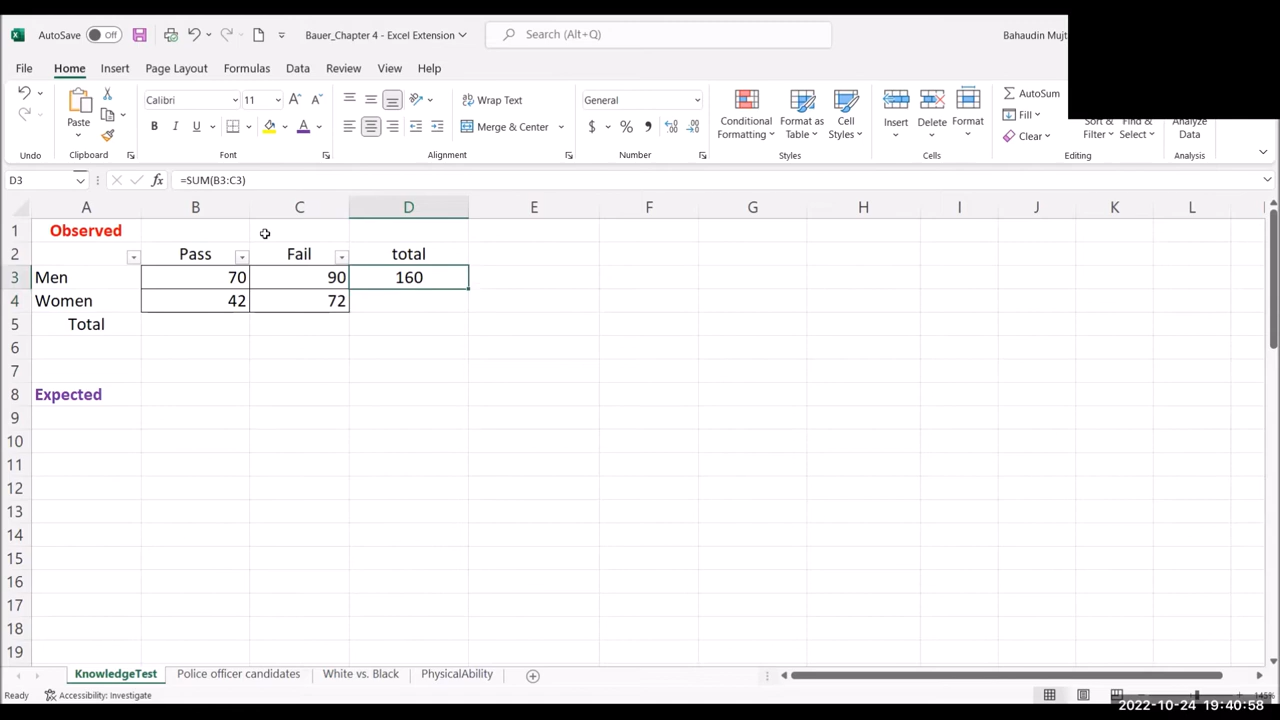 AutoSave Off Bauer_Chapter 4 - Excel Extension Search (Alt+Q) Bahaudin Mujt
File Home Insert Page Layout Formulas Data Review View Help
Paste Calibri 11 Wrap Text General Conditional Formatting Format as Table Cell Styles Insert Delete Format AutoSum
B I U A Merge & Center $ % Fill Sort & Filter Find & Select Analyze Data
Clear
Undo Clipboard Font Alignment Number Styles Cells Editing Analysis
D3 fx =SUM(B3:C3)
A B C D E F G H I J K L
1 Observed
2 Pass Fail total
3 Men 70 90 160
4 Women 42 72
5 Total
6
7
8 Expected
9
10
11
12
13
14
15
16
17
18
19
KnowledgeTest Police officer candidates White vs. Black PhysicalAbility
Ready Accessibility: Investigate 145%
2022-10-24 19:40:58